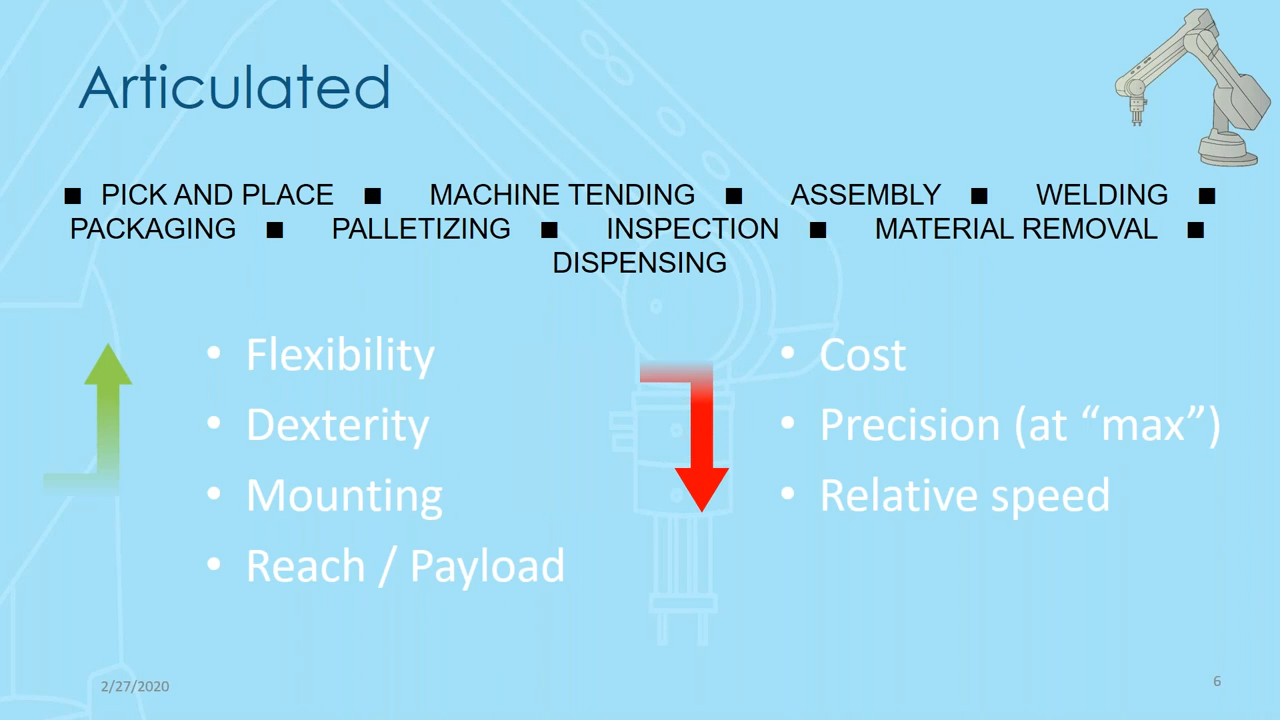 Articulated
■ PICK AND PLACE ■ MACHINE TENDING ■ ASSEMBLY ■ WELDING ■
PACKAGING ■ PALLETIZING ■ INSPECTION ■ MATERIAL REMOVAL ■
DISPENSING
• Flexibility
• Dexterity
• Mounting
• Reach / Payload
• Cost
• Precision (at “max”)
• Relative speed
2/27/2020
6